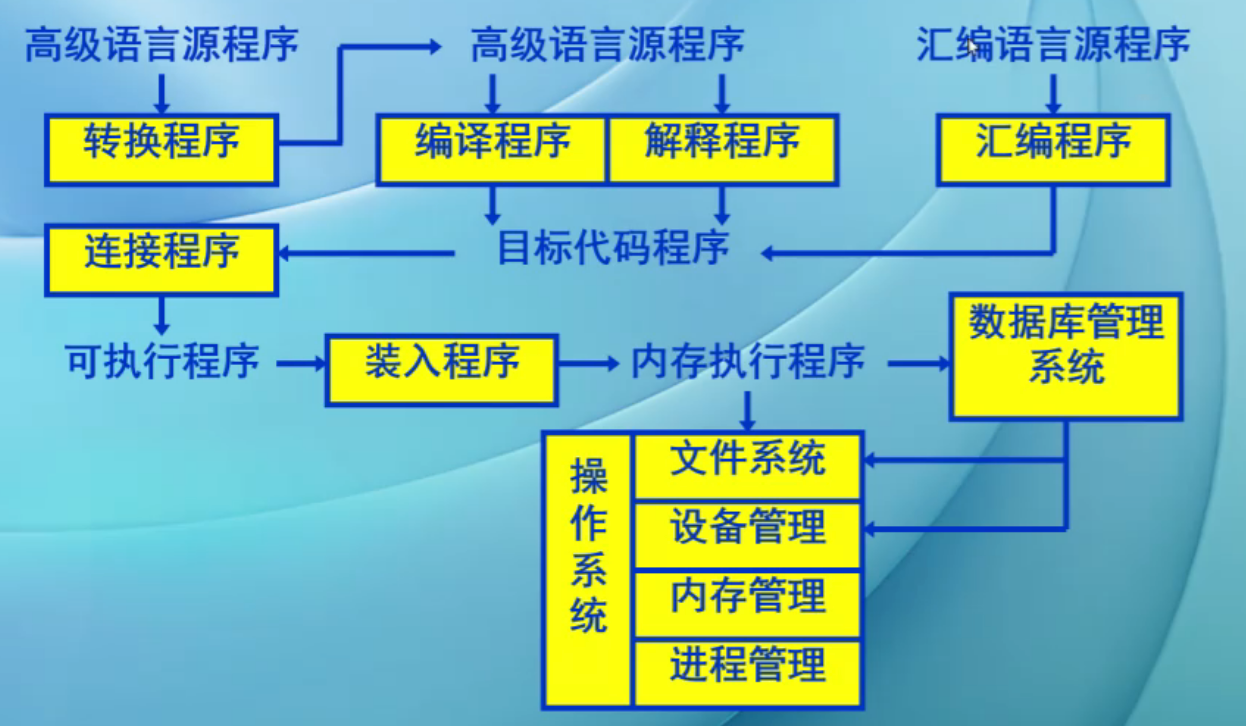 高级语言源程序
高级语言源程序
汇编语言源程序
转换程序
编译程序
解释程序
汇编程序
连接程序
目标代码程序
可执行程序
装入程序
内存执行程序
数据库管理
系统
操作系统
文件系统
设备管理
内存管理
进程管理